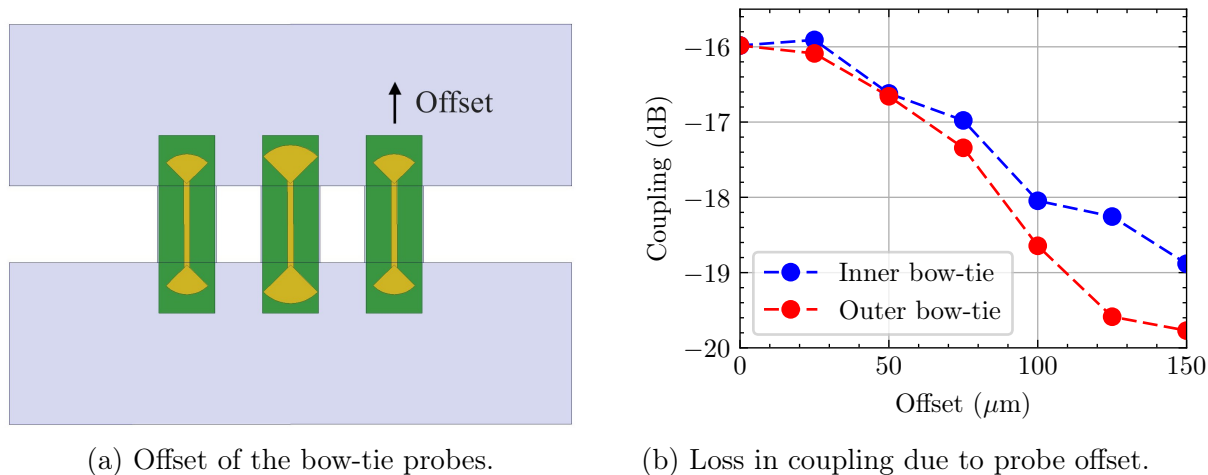 Offset
−16
−17
−18
−19
−20
Coupling (dB)
Inner bow-tie
Outer bow-tie
0 50 100 150
Offset (μm)
(a) Offset of the bow-tie probes.
(b) Loss in coupling due to probe offset.